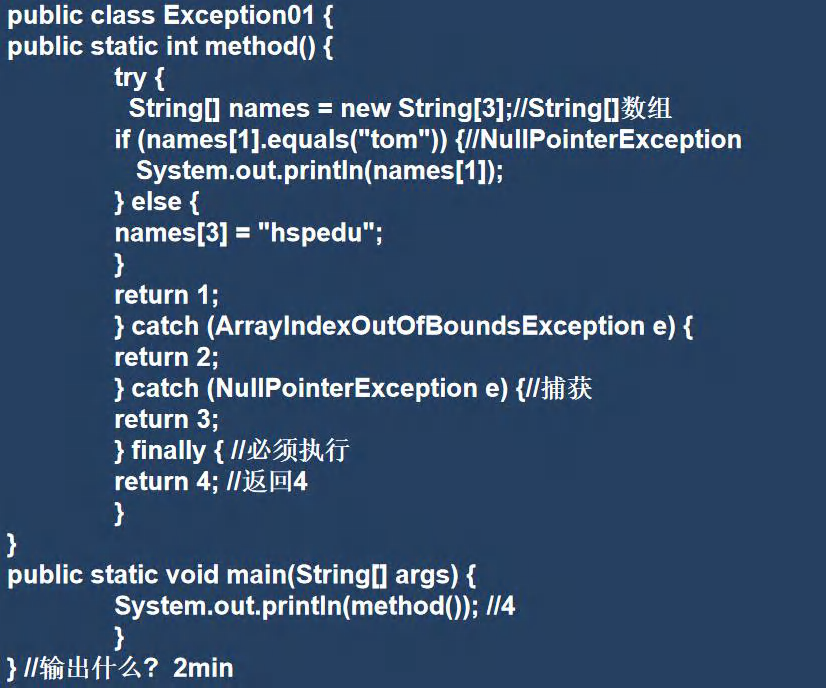 public class Exception01 {
public static int method() {
try {
String[] names = new String[3];//String[]数组
if (names[1].equals("tom")) {//NullPointerException
System.out.println(names[1]);
} else {
names[3] = "hspedu";
}
return 1;
} catch (ArrayIndexOutOfBoundsException e) {
return 2;
} catch (NullPointerException e) {//捕获
return 3;
} finally { //必须执行
return 4; //返回4
}
}
public static void main(String[] args) {
System.out.println(method()); //4
}
} //输出什么? 2min